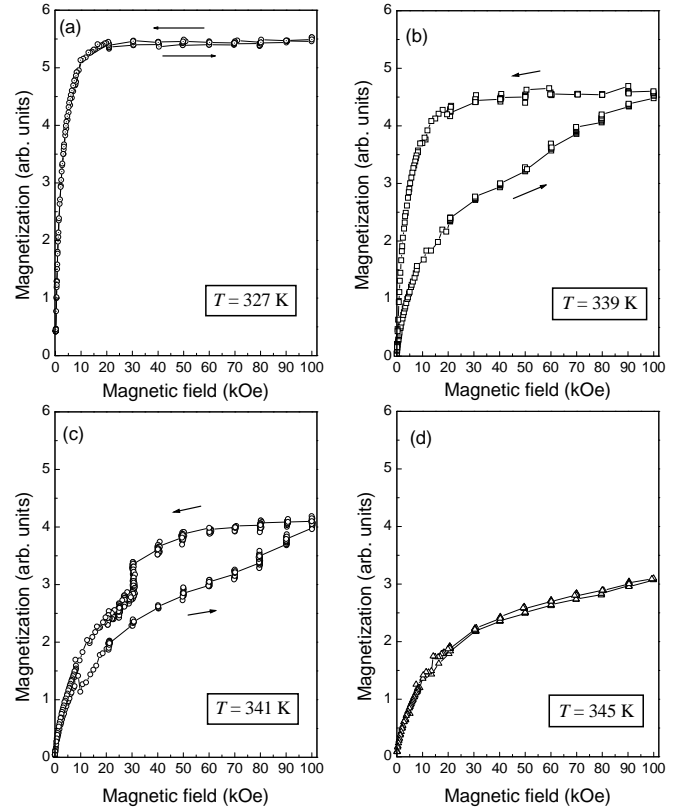 (a)
Magnetization (arb. units)
6
5
4
3
2
1
0
T = 327 K
0 10 20 30 40 50 60 70 80 90 100
Magnetic field (kOe)
(b)
Magnetization (arb. units)
6
5
4
3
2
1
0
T = 339 K
0 10 20 30 40 50 60 70 80 90 100
Magnetic field (kOe)
(c)
Magnetization (arb. units)
6
5
4
3
2
1
0
T = 341 K
0 10 20 30 40 50 60 70 80 90 100
Magnetic field (kOe)
(d)
Magnetization (arb. units)
6
5
4
3
2
1
0
T = 345 K
0 10 20 30 40 50 60 70 80 90 100
Magnetic field (kOe)